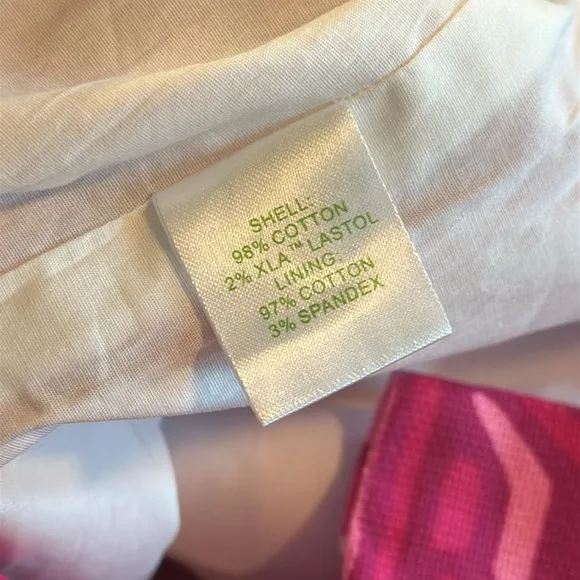 SHELL:
98% COTTON
2% XLA™ LASTOL
LINING:
97% COTTON
3% SPANDEX